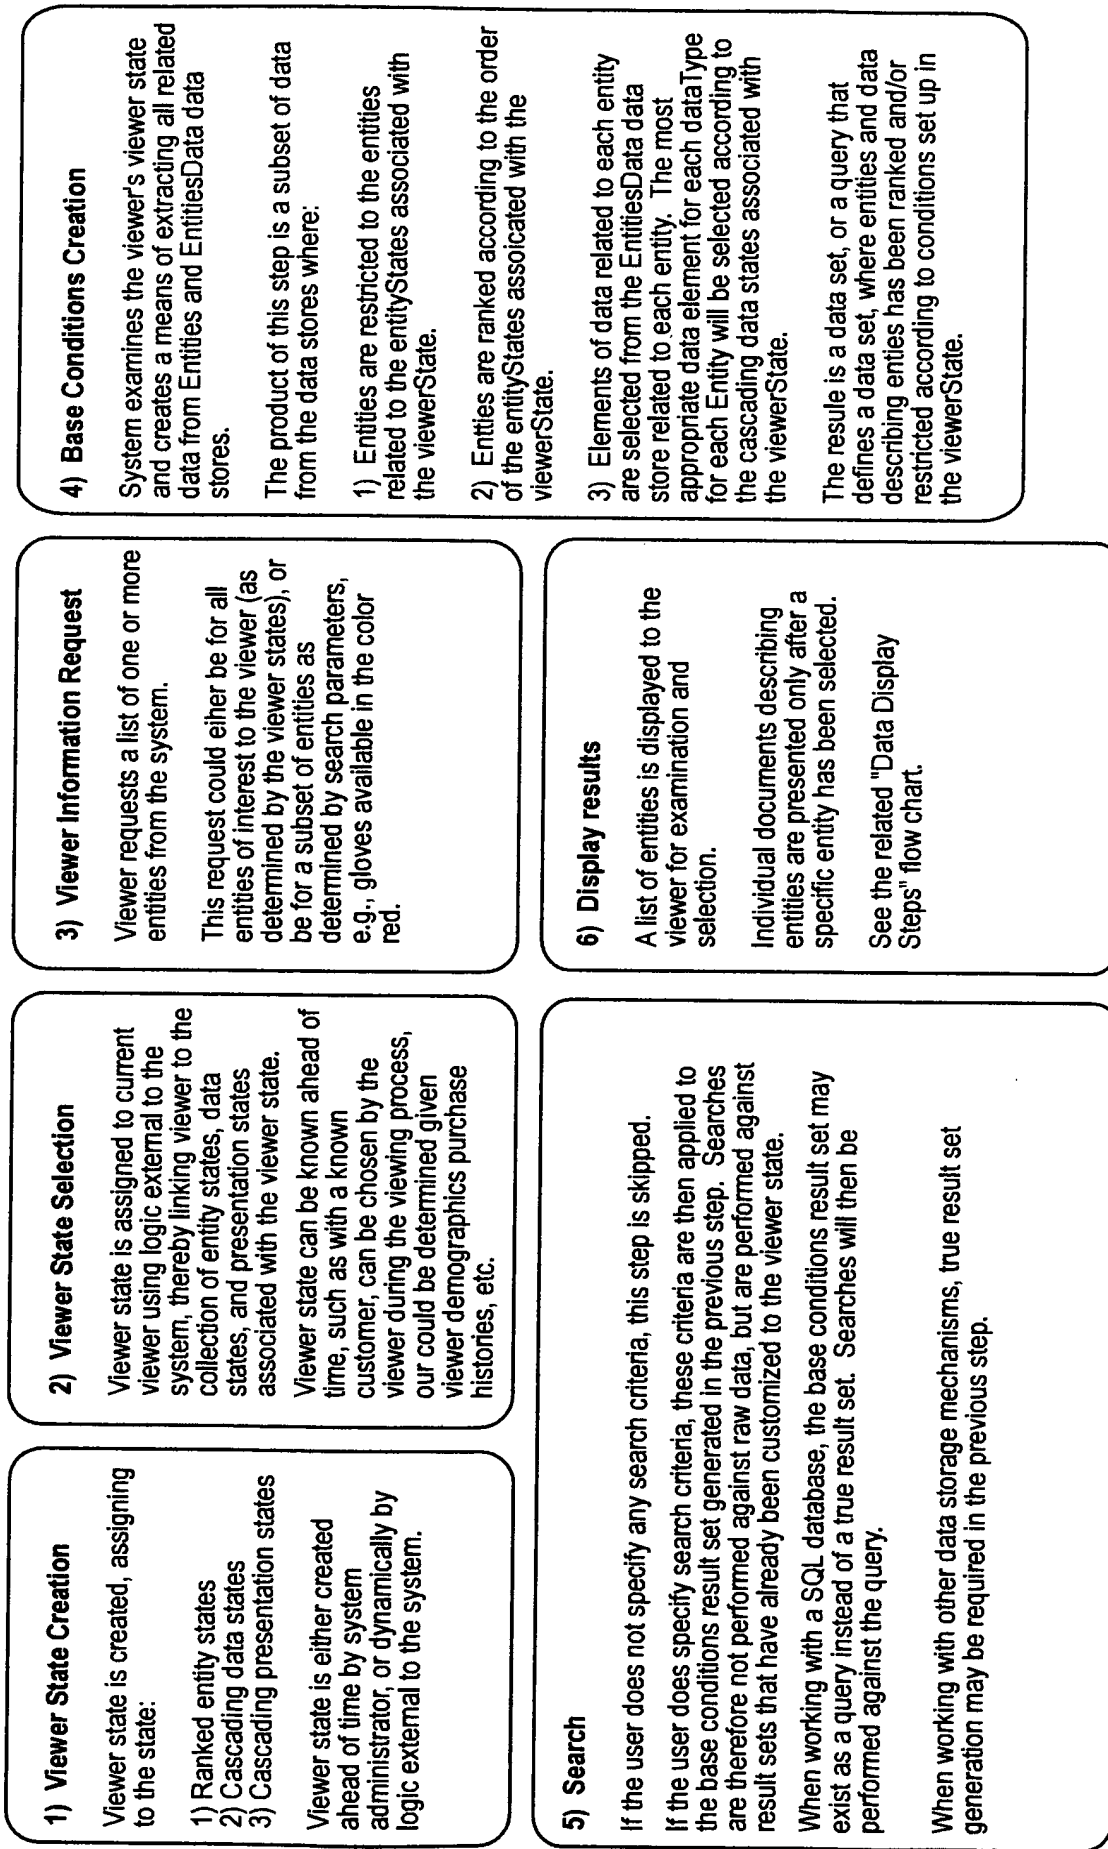 1) Viewer State Creation
Viewer state is created, assigning
to the state:
1) Ranked entity states
2) Cascading data states
3) Cascading presentation states
Viewer state is either created
ahead of time by system
administrator, or dynamically by
logic external to the system.
2) Viewer State Selection
Viewer state is assigned to current
viewer using logic external to the
system, thereby linking viewer to the
collection of entity states, data
states, and presentation states
associated with the viewer state.
Viewer state can be known ahead of
time, such as with a known
customer, can be chosen by the
viewer during the viewing process,
our could be determined given
viewer demographics purchase
histories, etc.
3) Viewer Information Request
Viewer requests a list of one or more
entities from the system.
This request could eiher be for all
entities of interest to the viewer (as
determined by the viewer states), or
be for a subset of entities as
determined by search parameters,
e.g., gloves available in the color
red.
4) Base Conditions Creation
System examines the viewer's viewer state
and creates a means of extracting all related
data from Entities and EntitiesData data
stores.
The product of this step is a subset of data
from the data stores where:
1) Entities are restricted to the entities
related to the entityStates associated with
the viewerState.
2) Entities are ranked according to the order
of the entityStates assoicated with the
viewerState.
3) Elements of data related to each entity
are selected from the EntitiesData data
store related to each entity. The most
appropriate data element for each dataType
for each Entity will be selected according to
the cascading data states associated with
the viewerState.
The resule is a data set, or a query that
defines a data set, where entities and data
describing enties has been ranked and/or
restricted according to conditions set up in
the viewerState.
5) Search
If the user does not specify any search criteria, this step is skipped.
If the user does specify search criteria, these criteria are then applied to
the base conditions result set generated in the previous step. Searches
are therefore not performed against raw data, but are performed against
result sets that have already been customized to the viewer state.
When working with a SQL database, the base conditions result set may
exist as a query instead of a true result set. Searches will then be
performed against the query.
When working with other data storage mechanisms, true result set
generation may be required in the previous step.
6) Display results
A list of entities is displayed to the
viewer for examination and
selection.
Individual documents describing
entities are presented only after a
specific entity has been selected.
See the related "Data Display
Steps" flow chart.